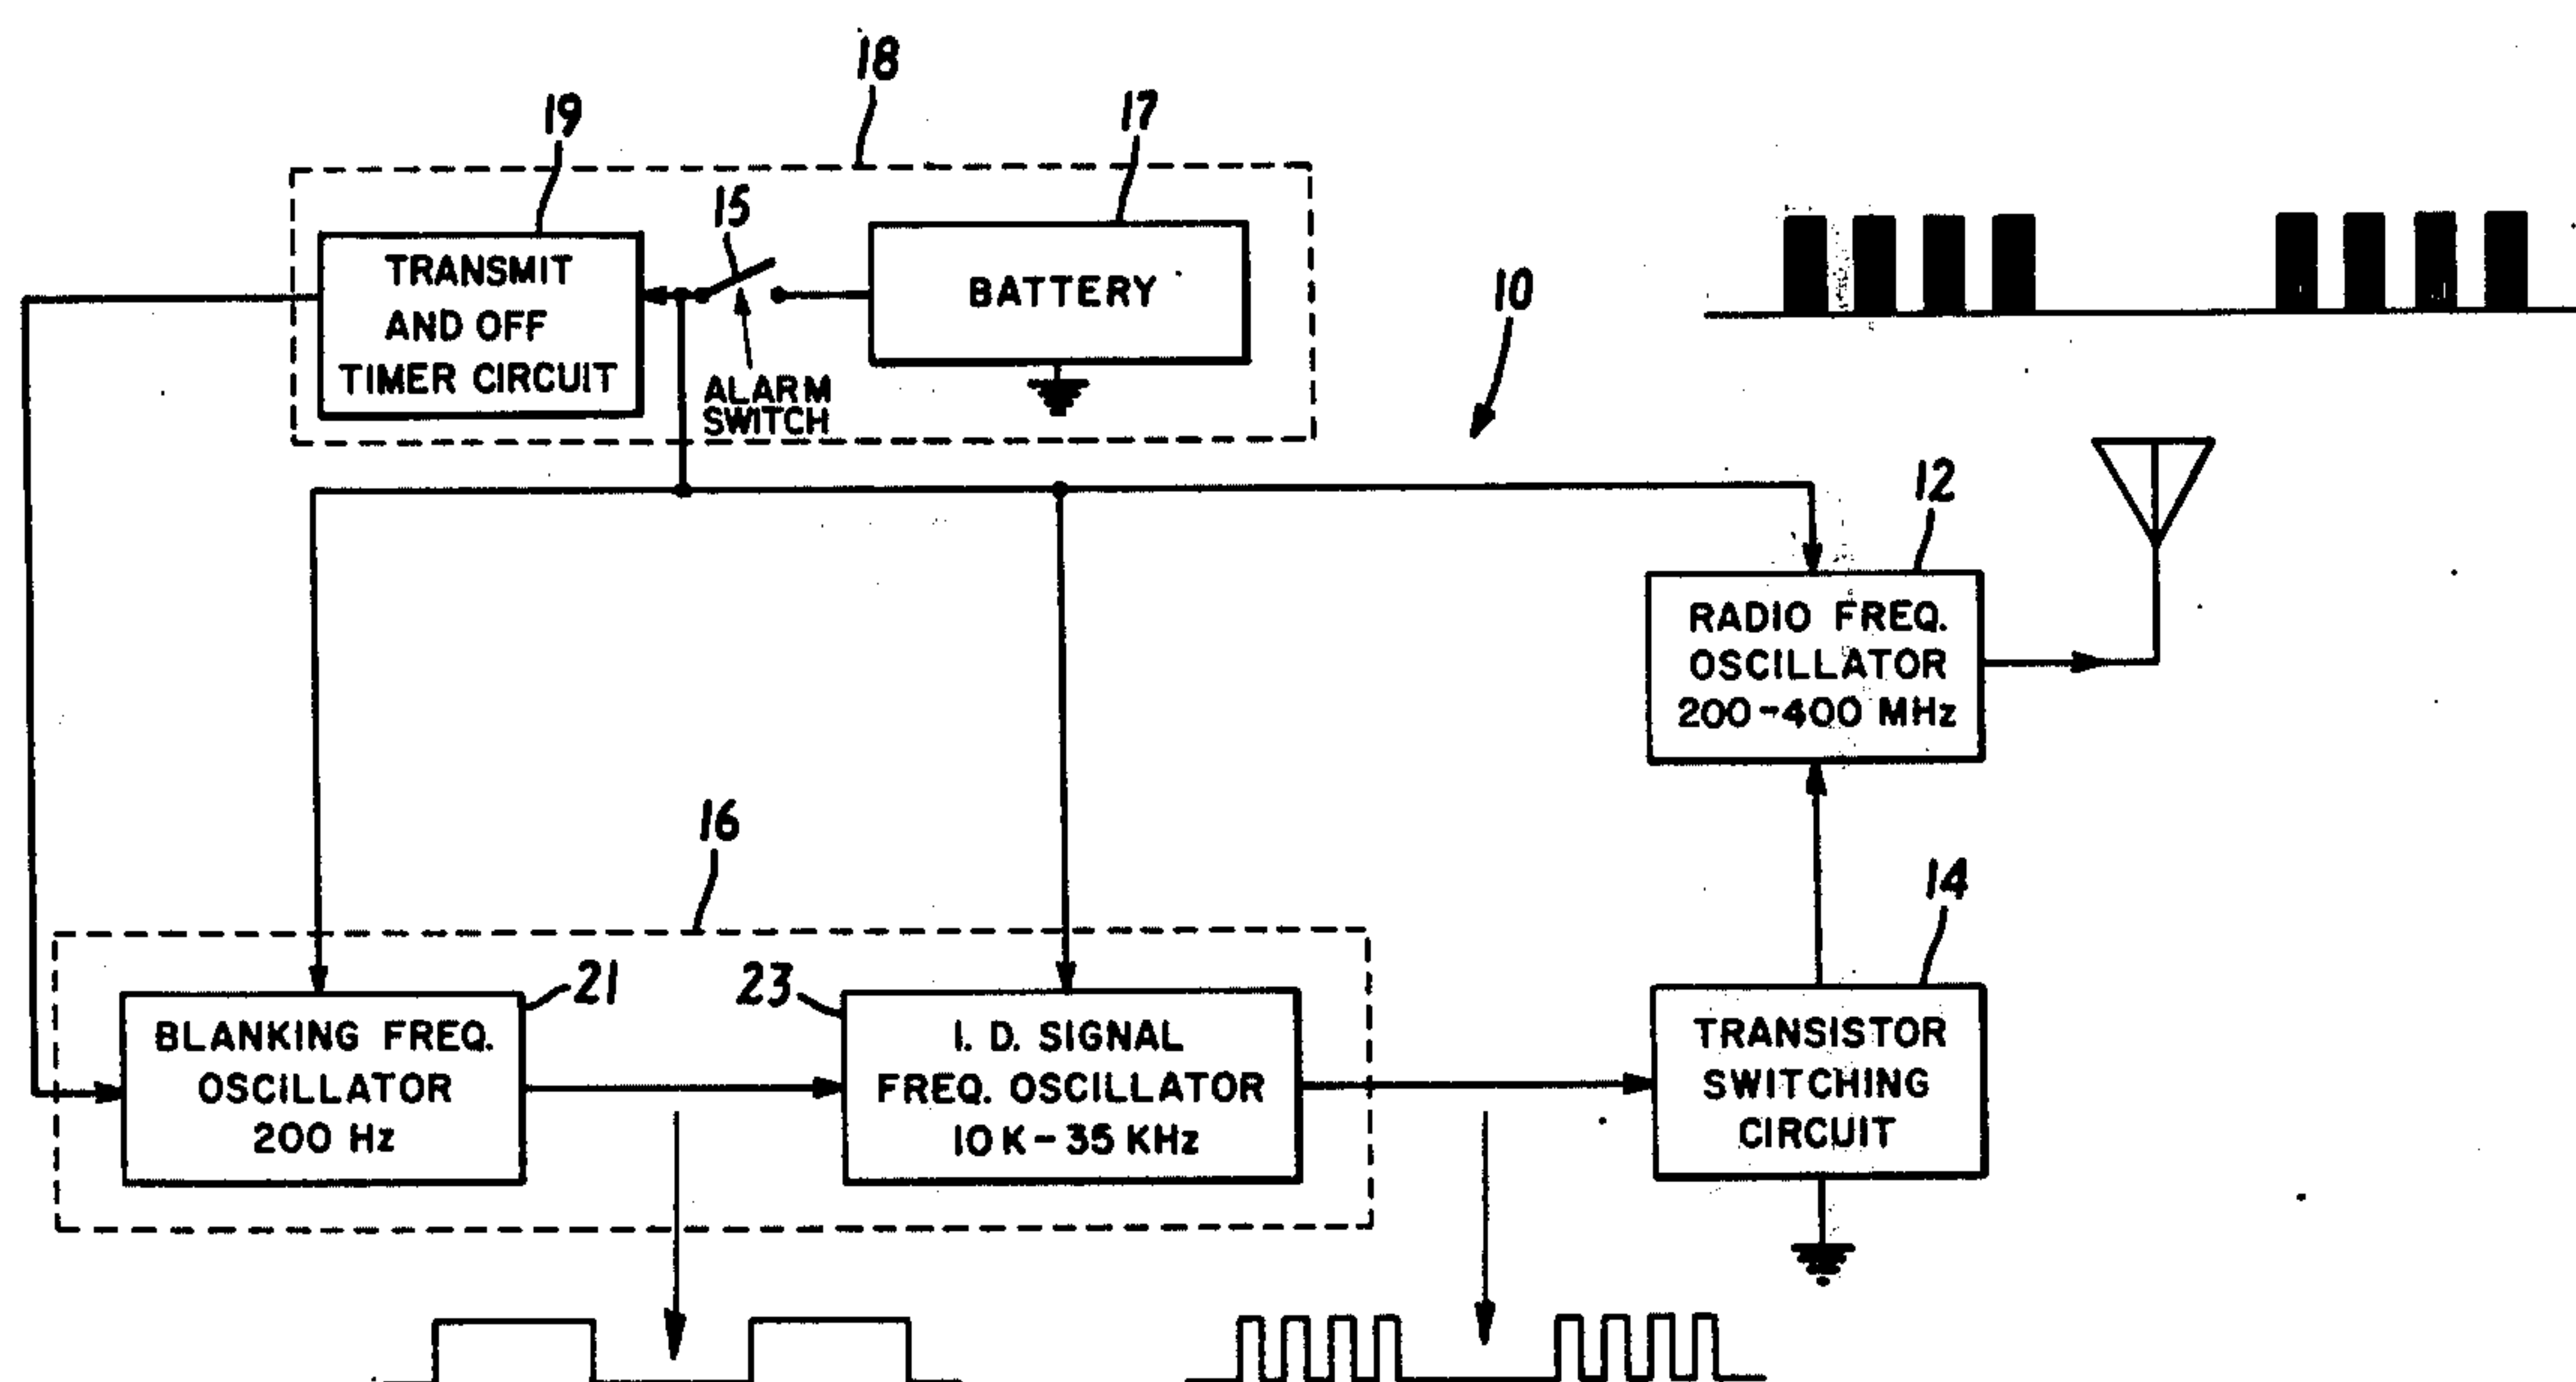 18
19
17
15
TRANSMIT
AND OFF
TIMER CIRCUIT
BATTERY
ALARM
SWITCH
10
12
RADIO FREQ.
OSCILLATOR
200-400 MHz
16
14
21
23
BLANKING FREQ.
OSCILLATOR
200 Hz
I. D. SIGNAL
FREQ. OSCILLATOR
10 K - 35 KHz
TRANSISTOR
SWITCHING
CIRCUIT